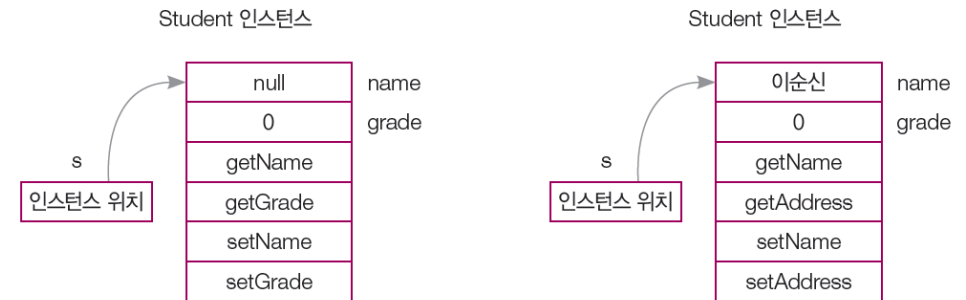 Student 인스턴스
null name
0 grade
s
getName
인스턴스 위치
getGrade
setName
setGrade
Student 인스턴스
이순신 name
0 grade
s
getName
인스턴스 위치
getAddress
setName
setAddress